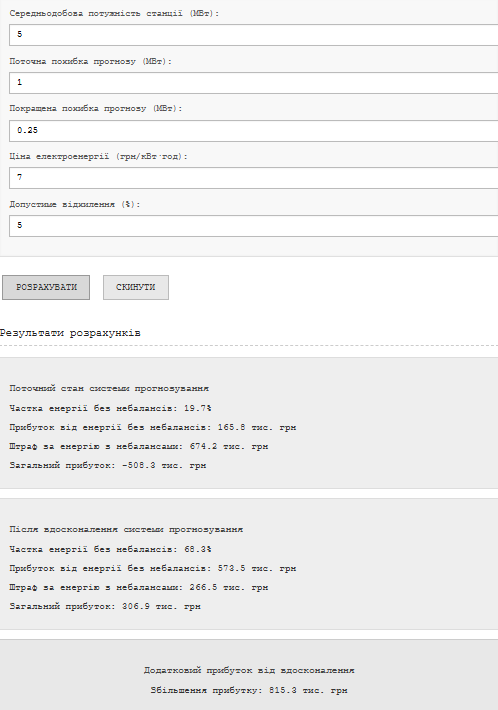 Середньодобова потужність станції (МВт):
5
Поточна похибка прогнозу (МВт):
1
Покращена похибка прогнозу (МВт):
0.25
Ціна електроенергії (грн/кВт·год):
7
Допустиме відхилення (%):
5
РОЗРАХУВАТИ СКИНУТИ
Результати розрахунків
Поточний стан системи прогнозування
Частка енергії без небалансів: 19.7%
Прибуток від енергії без небалансів: 165.8 тис. грн
Штраф за енергію з небалансами: 674.2 тис. грн
Загальний прибуток: -508.3 тис. грн
Після вдосконалення системи прогнозування
Частка енергії без небалансів: 68.3%
Прибуток від енергії без небалансів: 573.5 тис. грн
Штраф за енергію з небалансами: 266.5 тис. грн
Загальний прибуток: 306.9 тис. грн
Додатковий прибуток від вдосконалення
Збільшення прибутку: 815.3 тис. грн